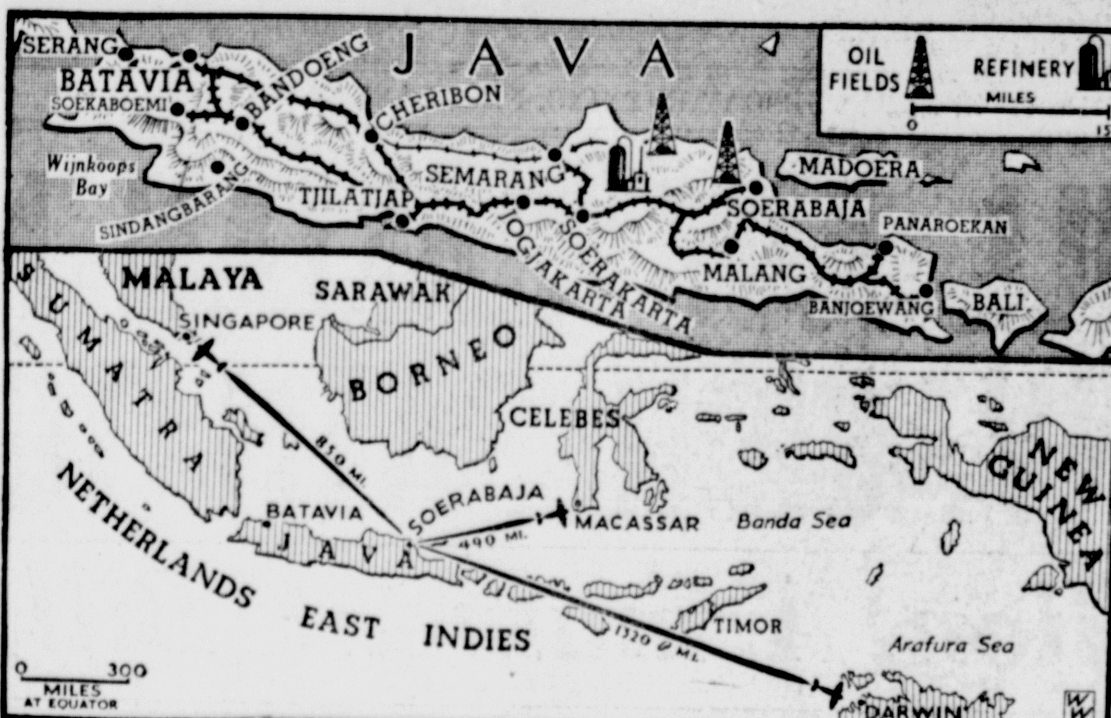 JAVA
SERANG
BATAVIA
SOEKABOEMI
BANDOENG
CHERIBON
Wijnkoops
Bay
SINDANGBARANG
TJILATJAP
SEMARANG
JOGJAKARTA
SOERAKARTA
OIL
FIELDS
REFINERY
MILES
0
MADOERA
SOERABAJA
PANAROEKAN
MALANG
BANJOEWANG
BALI
MALAYA
SARAWAK
SINGAPORE
SUMATRA
BORNEO
CELEBES
NEW
GUINEA
850 MI.
BATAVIA
SOERABAJA
JAVA
490 MI.
MACASSAR
Banda Sea
NETHERLANDS EAST INDIES
TIMOR
Arafura Sea
DARWIN
0 300
MILES
AT EQUATOR